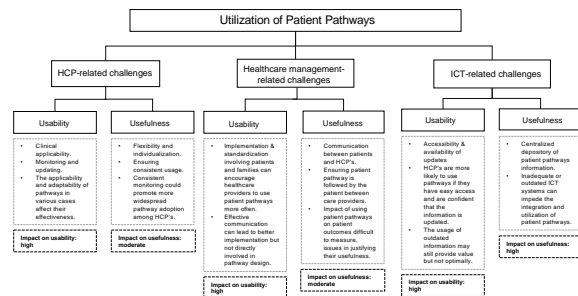 Utilization of Patient Pathways
HCP-related challenges
Healthcare management-
related challenges
ICT-related challenges
Usability
Usefulness
Usability
Usefulness
Usability
Usefulness
• Clinical
applicability.
• Monitoring and
updating.
• The applicability
and adaptability of
pathways in
various cases
affect their
effectiveness.
Impact on usability:
high
• Flexibility and
individualization.
• Ensuring
consistent usage.
• Consistent
monitoring could
promote more
widespread
pathway adoption
among HCP's.
Impact on usefulness:
moderate
• Implementation &
standardization
involving patients
and families can
encourage
healthcare
providers to use
patient pathways
more often.
• Effective
communication
can lead to better
implementation but
not directly
involved in
pathway design.
Impact on usability:
high
• Communication
between patients
and HCP's.
• Ensuring patient
pathway is
followed by the
patient between
care providers.
• Impact of using
patient pathways
on patient
outcomes difficult
to measure,
issues in justifying
their usefulness.
Impact on usefulness:
moderate
• Accessibility &
availability of
updates
• HCP's are more
likely to use
pathways if they
have easy access
and are confident
that the
information is
updated.
• The usage of
outdated
information may
still provide value
but not optimally.
Impact on usability:
high
• Centralized
depository of
patient pathways
information.
• Inadequate or
outdated ICT
systems can
impede the
integration and
utilization of
patient pathways.
Impact on usefulness:
high